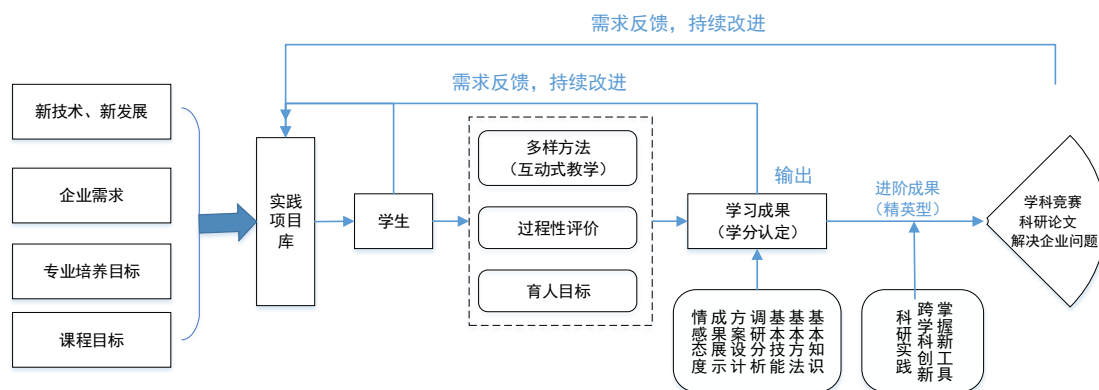 需求反馈，持续改进
需求反馈，持续改进
新技术、新发展
企业需求
专业培养目标
课程目标
实践
项目
库
学生
多样方法
（互动式教学）
过程性评价
育人目标
输出
学习成果
（学分认定）
进阶成果
（精英型）
学科竞赛
科研论文
解决企业问题
基本知识
基本方法
基本技能
调研分析
方案设计
成果展示
情感态度
掌握新工具
跨学科创新
科研实践